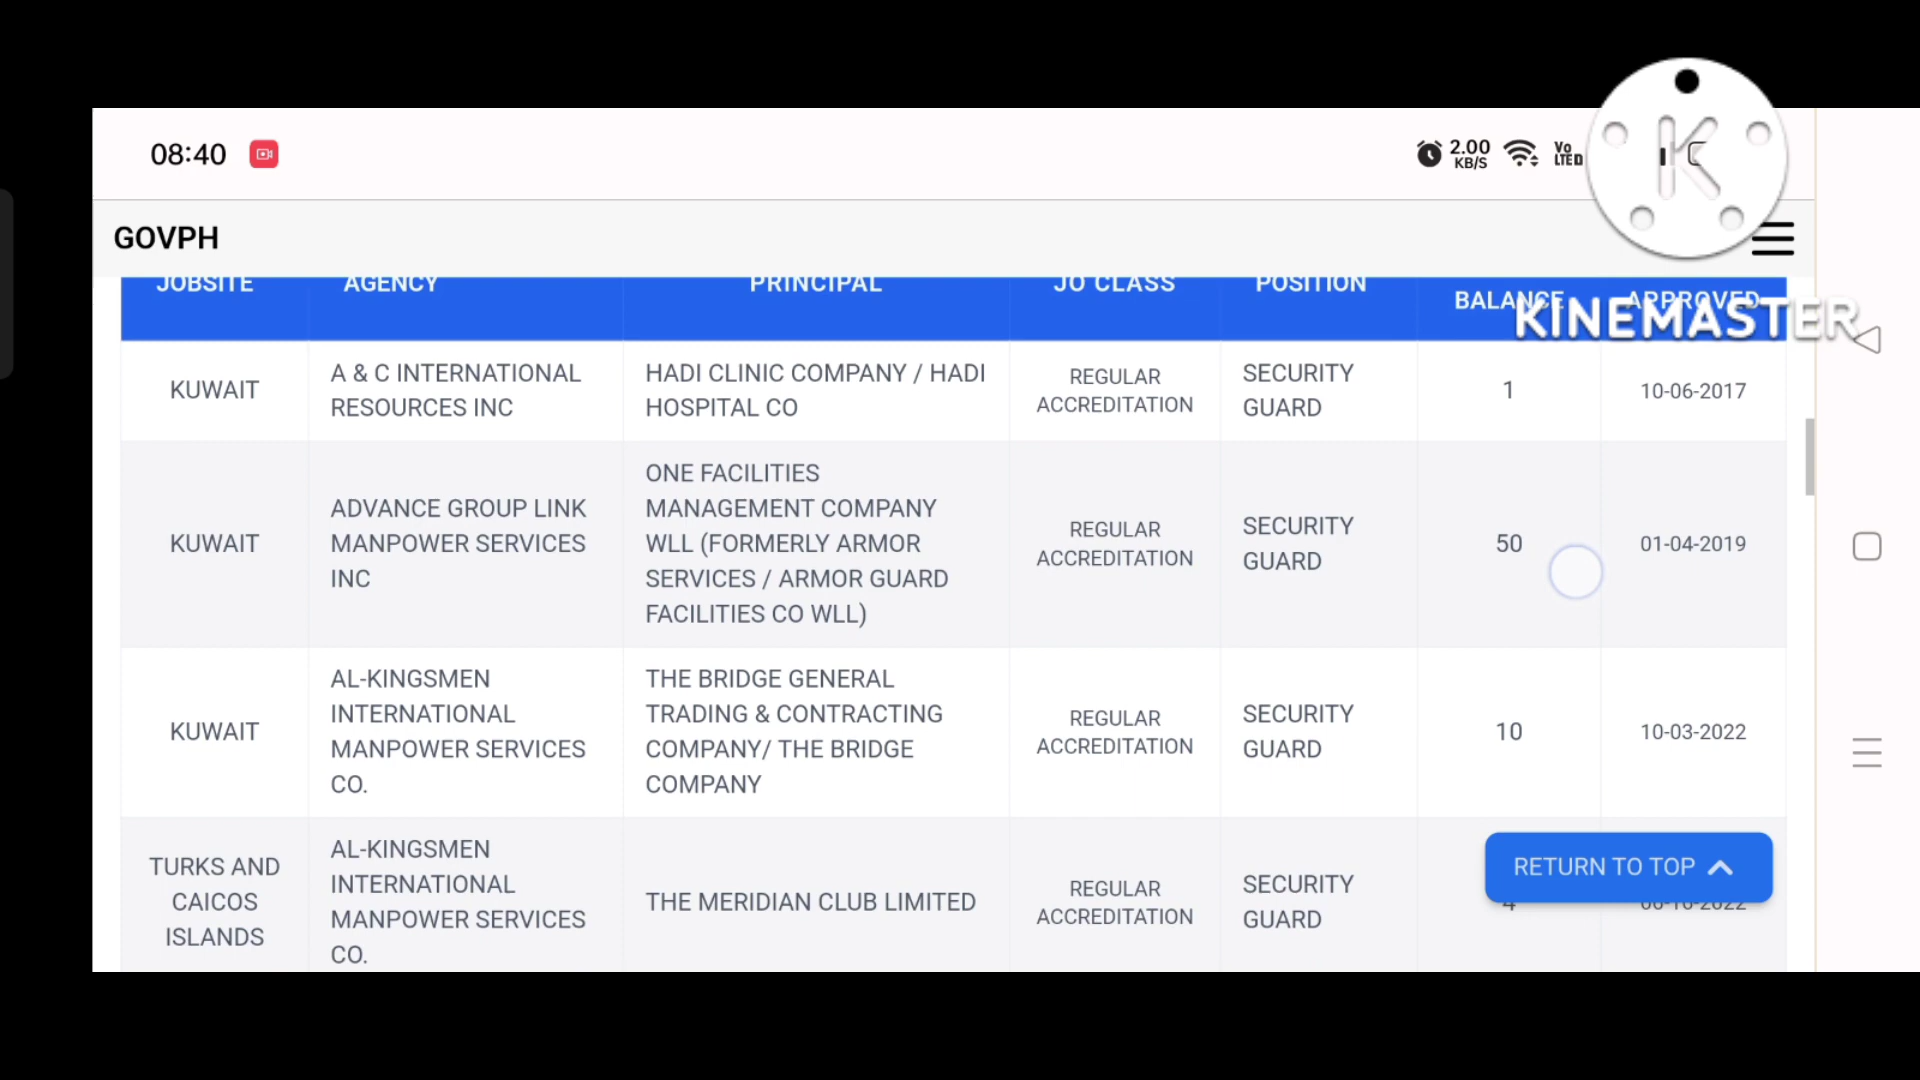 08:40
2.00
KB/S
Vo
LTE
K
GOVPH
JOBSITE AGENCY PRINCIPAL JO CLASS POSITION BALANCE APPROVED
KINEMASTER
KUWAIT
A & C INTERNATIONAL
RESOURCES INC
HADI CLINIC COMPANY / HADI
HOSPITAL CO
REGULAR
ACCREDITATION
SECURITY
GUARD
1
10-06-2017
KUWAIT
ADVANCE GROUP LINK
MANPOWER SERVICES
INC
ONE FACILITIES
MANAGEMENT COMPANY
WLL (FORMERLY ARMOR
SERVICES / ARMOR GUARD
FACILITIES CO WLL)
REGULAR
ACCREDITATION
SECURITY
GUARD
50
01-04-2019
KUWAIT
AL-KINGSMEN
INTERNATIONAL
MANPOWER SERVICES
CO.
THE BRIDGE GENERAL
TRADING & CONTRACTING
COMPANY/ THE BRIDGE
COMPANY
REGULAR
ACCREDITATION
SECURITY
GUARD
10
10-03-2022
TURKS AND
CAICOS
ISLANDS
AL-KINGSMEN
INTERNATIONAL
MANPOWER SERVICES
CO.
THE MERIDIAN CLUB LIMITED
REGULAR
ACCREDITATION
SECURITY
GUARD
RETURN TO TOP